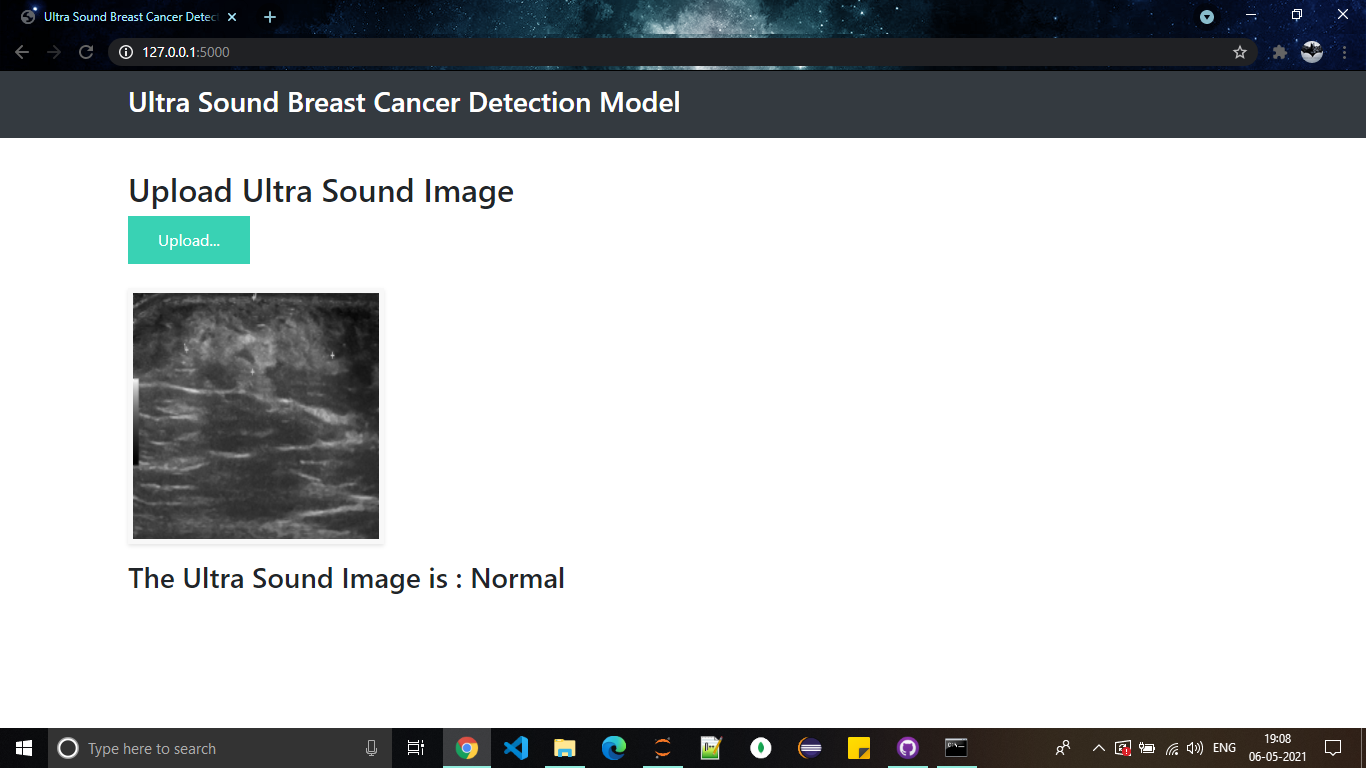 Ultra Sound Breast Cancer Detec
127.0.0.1:5000
Ultra Sound Breast Cancer Detection Model
Upload Ultra Sound Image
Upload...
The Ultra Sound Image is : Normal
Type here to search
ENG
19:08
06-05-2021